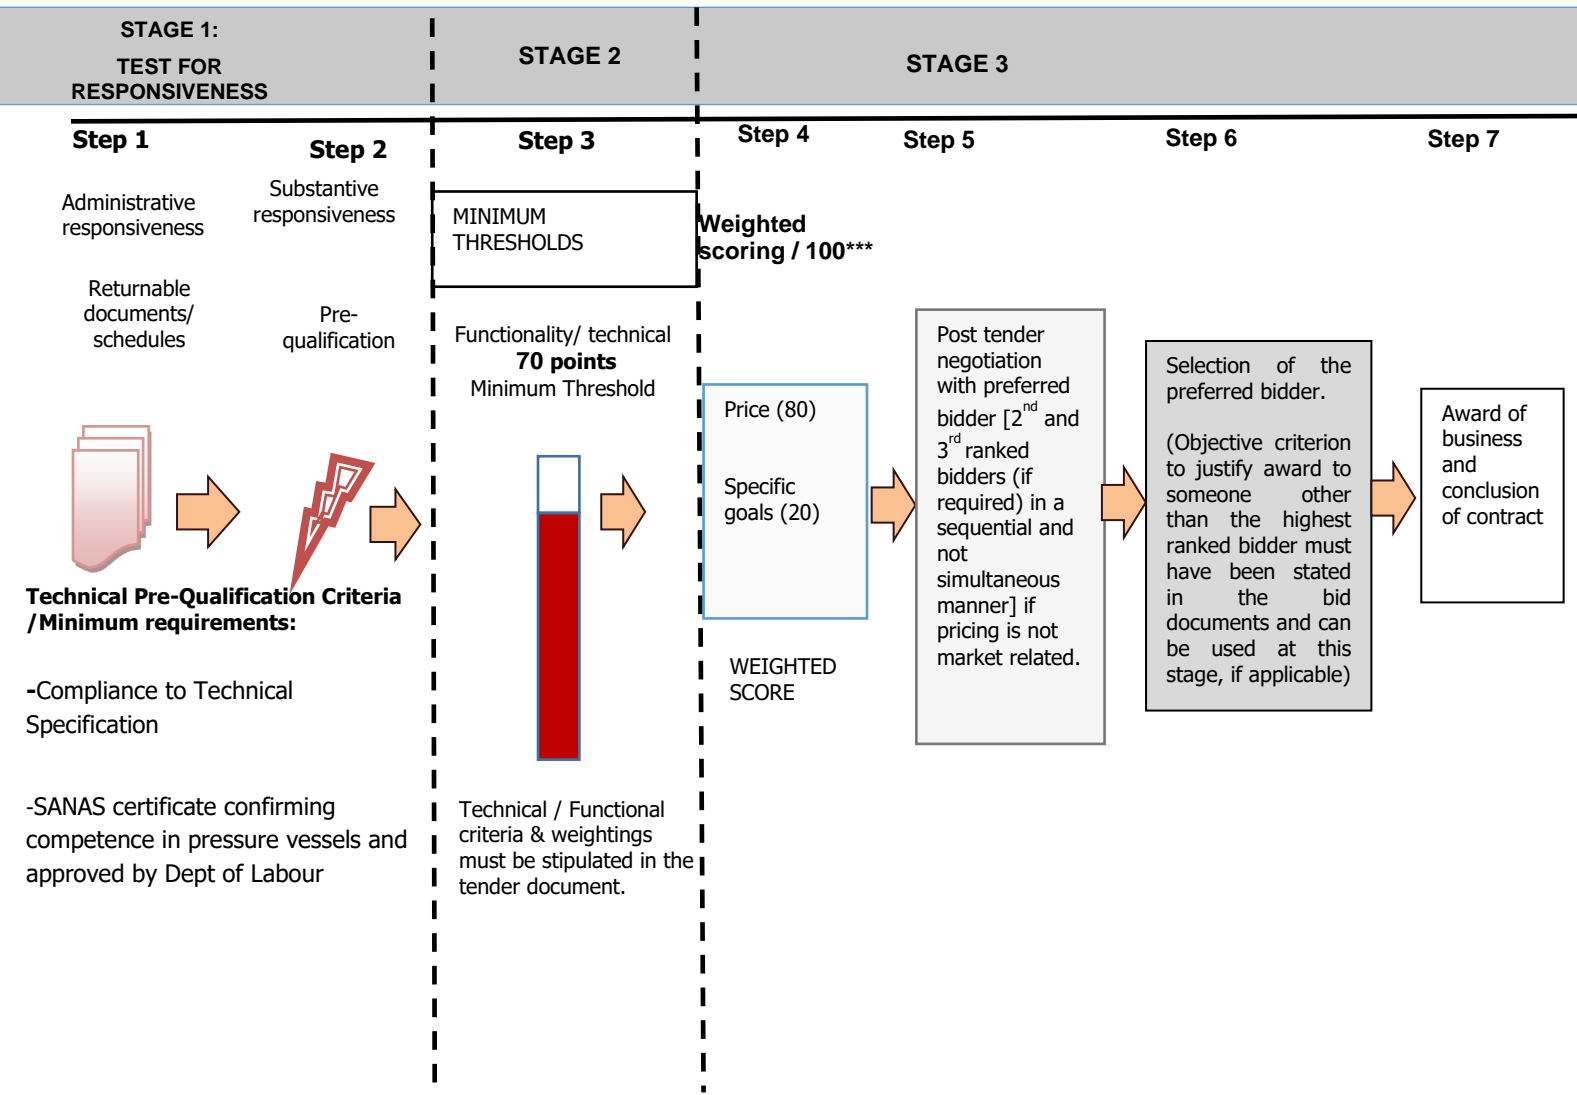 STAGE 1:
TEST FOR
RESPONSIVENESS
STAGE 2
STAGE 3
Step 1
Step 2
Step 3
Step 4
Step 5
Step 6
Step 7
Administrative
responsiveness
Substantive
responsiveness
MINIMUM
THRESHOLDS
Weighted
scoring / 100***
Returnable
documents/
schedules
Pre-
qualification
Functionality/ technical
70 points
Minimum Threshold
Price (80)
Specific
goals (20)
WEIGHTED
SCORE
Post tender
negotiation
with preferred
bidder [2nd and
3rd ranked
bidders (if
required) in a
sequential and
not
simultaneous
manner] if
pricing is not
market related.
Selection of the
preferred bidder.
(Objective criterion
to justify award to
someone other
than the highest
ranked bidder must
have been stated
in the bid
documents and can
be used at this
stage, if applicable)
Award of
business
and
conclusion
of contract
Technical Pre-Qualification Criteria
/Minimum requirements:
-Compliance to Technical
Specification
-SANAS certificate confirming
competence in pressure vessels and
approved by Dept of Labour
Technical / Functional
criteria & weightings
must be stipulated in the
tender document.